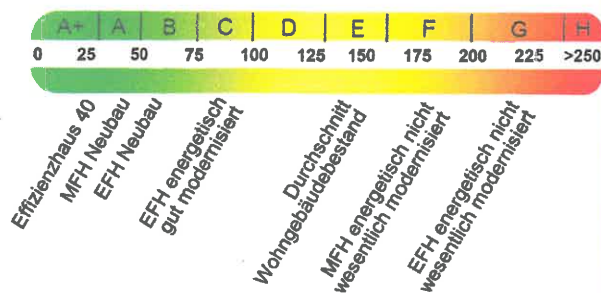 A+ A B C D E F G H
0 25 50 75 100 125 150 175 200 225 >250
Effizienzhaus 40
MFH Neubau
EFH Neubau
EFH energetisch
gut modernisiert
Durchschnitt
Wohngebäudebestand
MFH energetisch nicht
wesentlich modernisiert
EFH energetisch nicht
wesentlich modernisiert